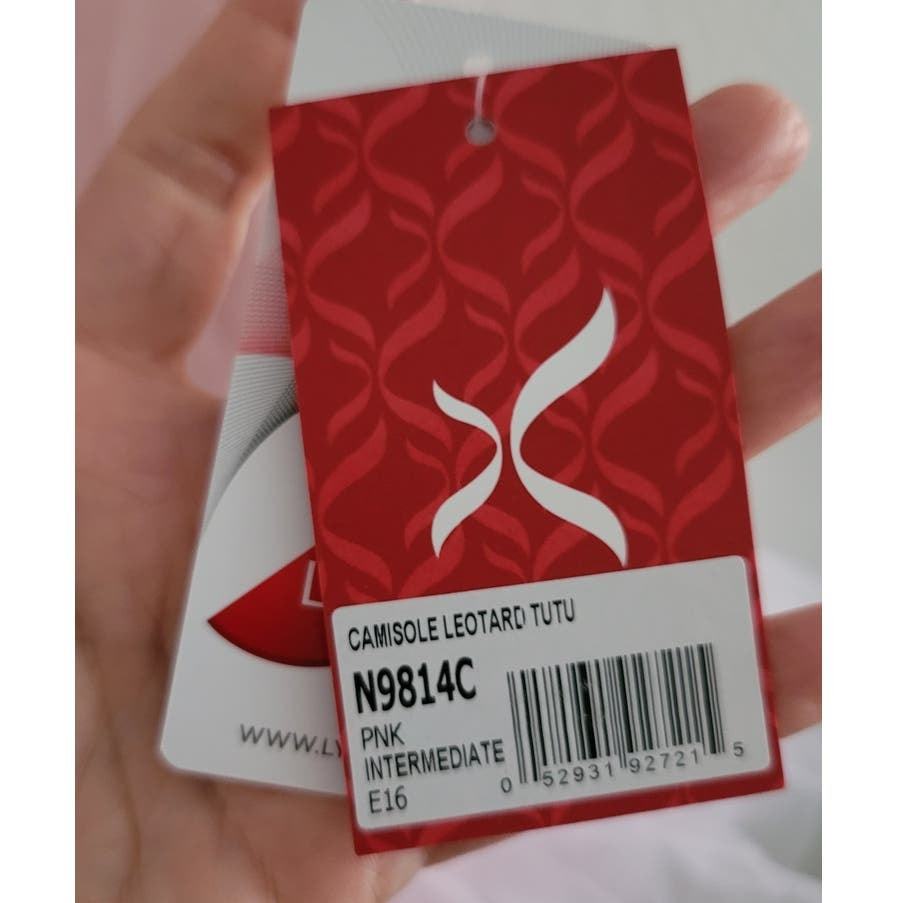 CAMISOLE LEOTARD TUTU
N9814C
PNK
INTERMEDIATE
E16
0 52931 92721 5
WWW.LY
L